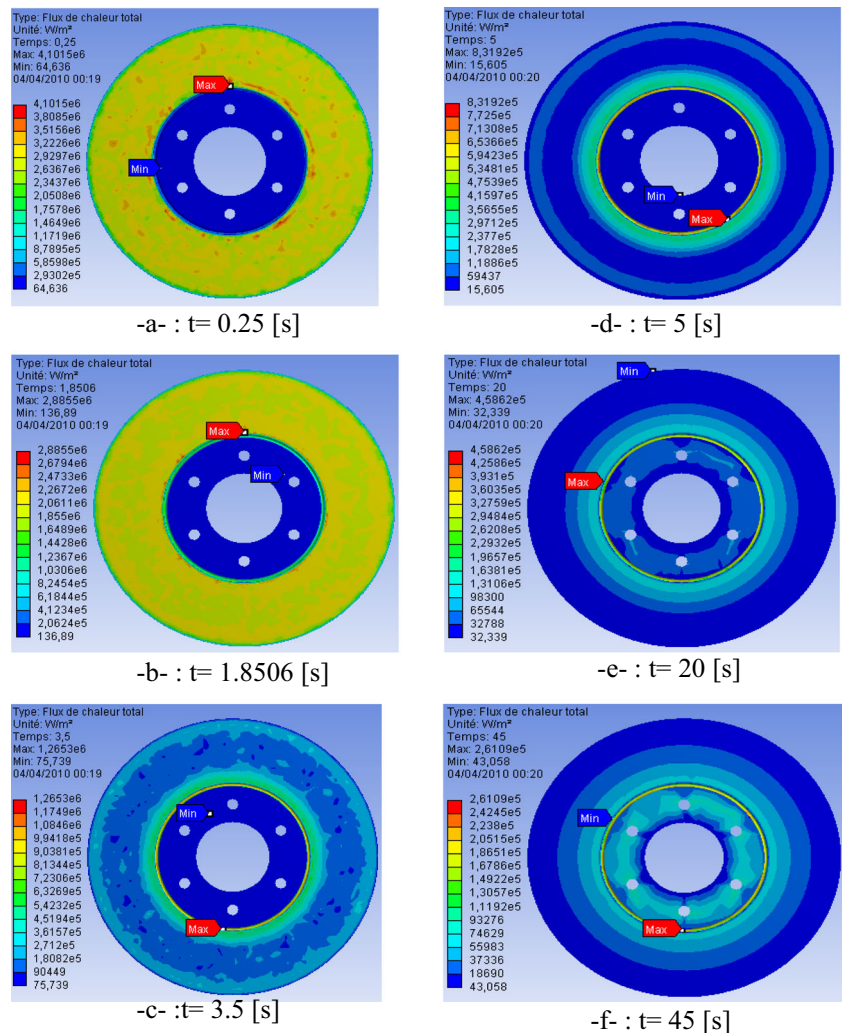 Type: Flux de chaleur total
Unité: W/m²
Temps: 0,25
Max: 4,1015e6
Min: 64,636
04/04/2010 00:19
4,1015e6
3,8085e6
3,5156e6
3,2226e6
2,9297e6
2,6367e6
2,3437e6
2,0508e6
1,7578e6
1,4649e6
1,1719e6
8,7895e5
5,8598e5
2,9302e5
64,636
Max
Min
-a- : t= 0.25 [s]
Type: Flux de chaleur total
Unité: W/m²
Temps: 5
Max: 8,3192e5
Min: 15,605
04/04/2010 00:20
8,3192e5
7,725e5
7,1308e5
6,5366e5
5,9423e5
5,3481e5
4,7539e5
4,1597e5
3,5655e5
2,9712e5
2,377e5
1,7828e5
1,1886e5
59437
15,605
Min
Max
-d- : t= 5 [s]
Type: Flux de chaleur total
Unité: W/m²
Temps: 1,8506
Max: 2,8855e6
Min: 136,89
04/04/2010 00:19
2,8855e6
2,6794e6
2,4733e6
2,2672e6
2,0611e6
1,855e6
1,6489e6
1,4428e6
1,2367e6
1,0306e6
8,2454e5
6,1844e5
4,1234e5
2,0624e5
136,89
Max
Min
-b- : t= 1.8506 [s]
Type: Flux de chaleur total
Unité: W/m²
Temps: 20
Max: 4,5862e5
Min: 32,339
04/04/2010 00:20
4,5862e5
4,2586e5
3,931e5
3,6035e5
3,2759e5
2,9484e5
2,6208e5
2,2932e5
1,9657e5
1,6381e5
1,3106e5
98300
65544
32788
32,339
Min
Max
-e- : t= 20 [s]
Type: Flux de chaleur total
Unité: W/m²
Temps: 3,5
Max: 1,2653e6
Min: 75,739
04/04/2010 00:19
1,2653e6
1,1749e6
1,0846e6
9,9418e5
9,0381e5
8,1344e5
7,2306e5
6,3269e5
5,4232e5
4,5194e5
3,6157e5
2,712e5
1,8082e5
90449
75,739
Min
Max
-c- :t= 3.5 [s]
Type: Flux de chaleur total
Unité: W/m²
Temps: 45
Max: 2,6109e5
Min: 43,058
04/04/2010 00:20
2,6109e5
2,4245e5
2,238e5
2,0515e5
1,8651e5
1,6786e5
1,4922e5
1,3057e5
1,1192e5
93276
74629
55983
37336
18690
43,058
Min
Max
-f- : t= 45 [s]